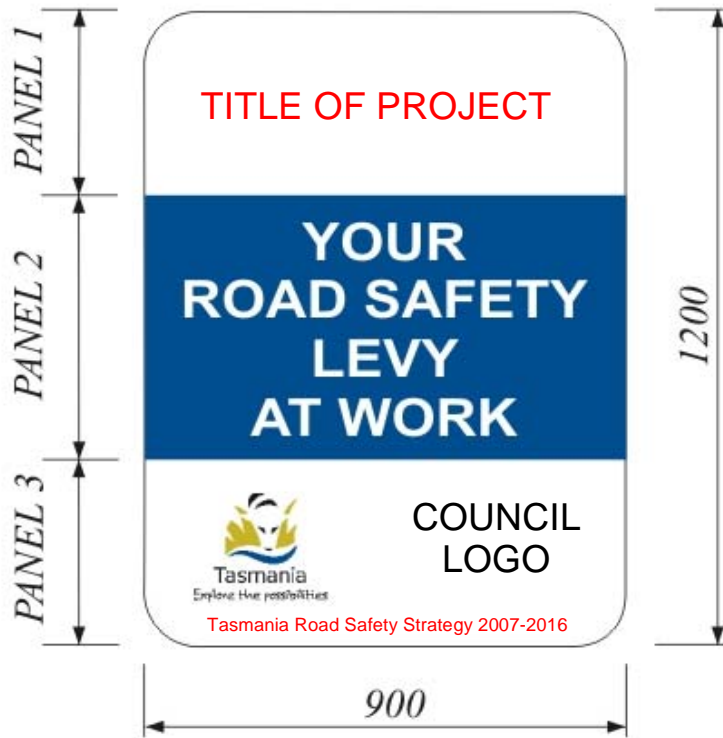 PANEL 1
TITLE OF PROJECT
PANEL 2
YOUR
ROAD SAFETY
LEVY
AT WORK
1200
PANEL 3
Tasmania
Explore the possibilities
COUNCIL
LOGO
Tasmania Road Safety Strategy 2007-2016
900